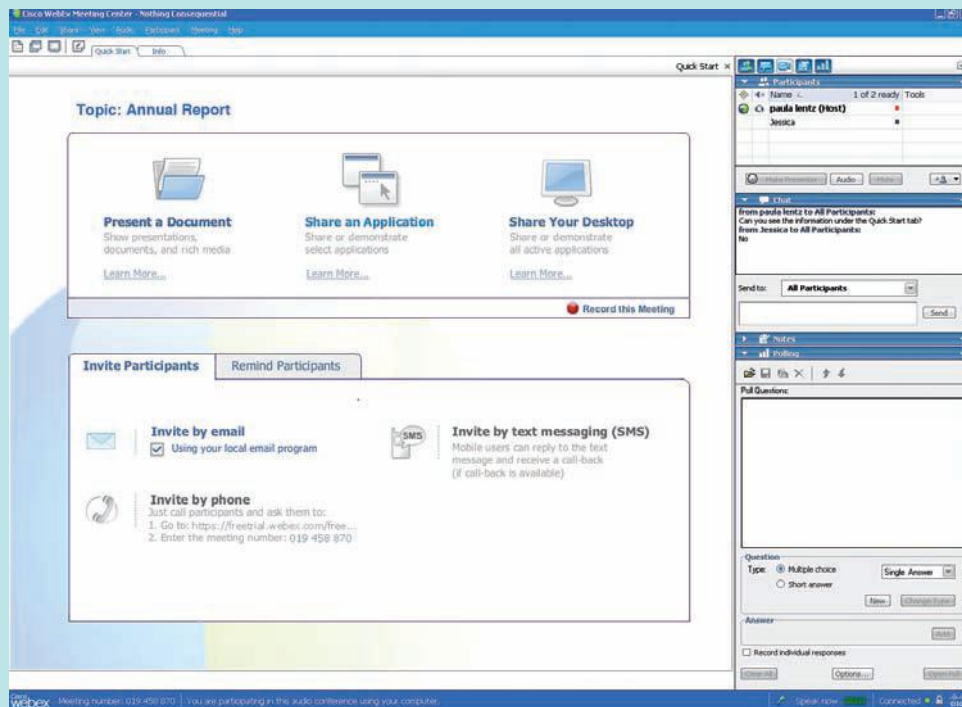 Cisco WebEx Meeting Center - Nothing Consequential
File Edit Share View Audio Participant Meeting Help
Quick Start Info
Quick Start
Topic: Annual Report
Present a Document
Show presentations,
documents, and rich media
Learn More...
Share an Application
Share or demonstrate
select applications
Learn More...
Share Your Desktop
Share or demonstrate
all active applications
Learn More...
Record this Meeting
Invite Participants Remind Participants
Invite by email
Using your local email program
SMS
Invite by text messaging (SMS)
Mobile users can reply to the text
message and receive a call-back
(if call-back is available)
Invite by phone
Just call participants and ask them to:
1. Go to: https://freetrial.webex.com/free...
2. Enter the meeting number: 019 458 870
Participants
Name 1 of 2 ready Tools
paula lentz (Host)
Jessica
Make Presenter Audio Mute
Chat
from paula lentz to All Participants:
Can you see the information under the Quick Start tab?
from Jessica to All Participants:
No
Send to: All Participants
Send
Notes
Polling
Poll Questions:
Question
Type: Multiple choice Single Answer
Short answer
New Change Type
Answer
Add
Record individual responses
Clear All Options... Open Poll
Cisco
webex Meeting number: 019 458 870 You are participating in this audio conference using your computer.
Speak now Connected